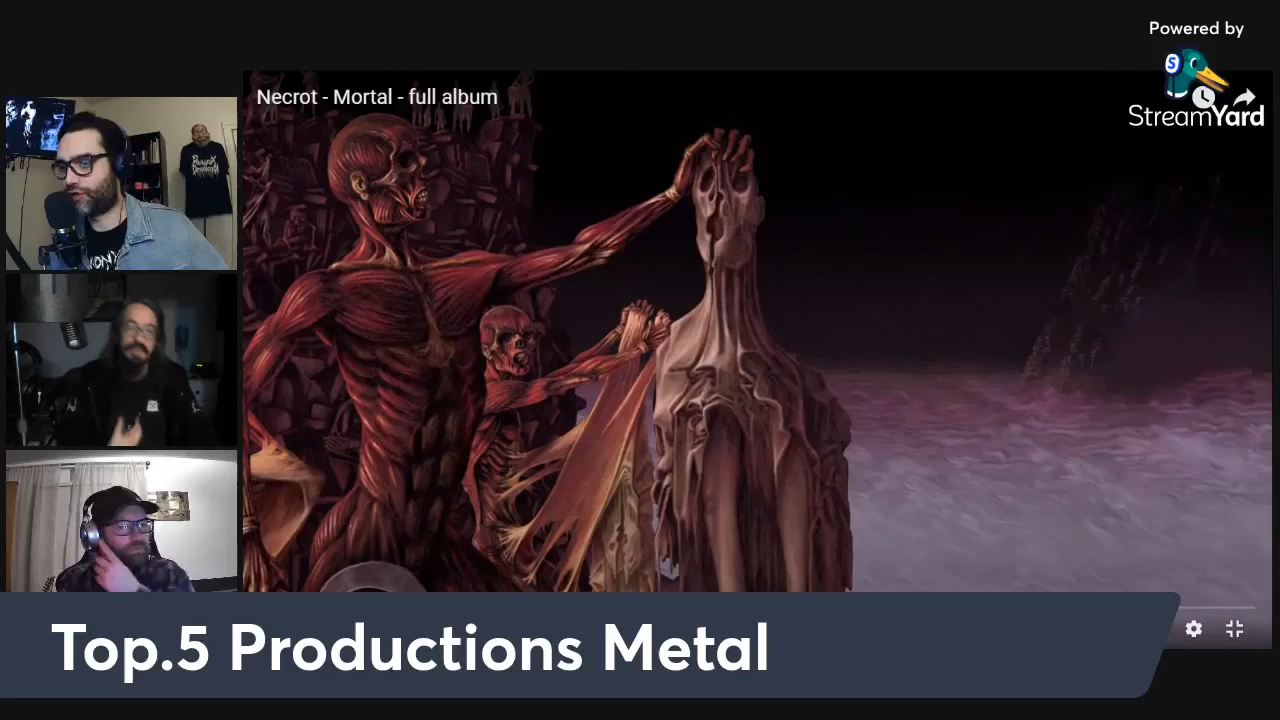 Powered by
StreamYard
Necrot - Mortal - full album
Top.5 Productions Metal